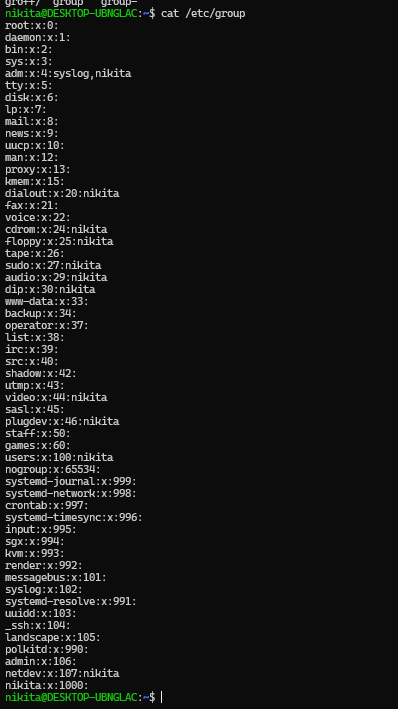 groff/  group   group-
nikita@DESKTOP-UBNGLAC:~$ cat /etc/group
root:x:0:
daemon:x:1:
bin:x:2:
sys:x:3:
adm:x:4:syslog,nikita
tty:x:5:
disk:x:6:
lp:x:7:
mail:x:8:
news:x:9:
uucp:x:10:
man:x:12:
proxy:x:13:
kmem:x:15:
dialout:x:20:nikita
fax:x:21:
voice:x:22:
cdrom:x:24:nikita
floppy:x:25:nikita
tape:x:26:
sudo:x:27:nikita
audio:x:29:nikita
dip:x:30:nikita
www-data:x:33:
backup:x:34:
operator:x:37:
list:x:38:
irc:x:39:
src:x:40:
shadow:x:42:
utmp:x:43:
video:x:44:nikita
sasl:x:45:
plugdev:x:46:nikita
staff:x:50:
games:x:60:
users:x:100:nikita
nogroup:x:65534:
systemd-journal:x:999:
systemd-network:x:998:
crontab:x:997:
systemd-timesync:x:996:
input:x:995:
sgx:x:994:
kvm:x:993:
render:x:992:
messagebus:x:101:
syslog:x:102:
systemd-resolve:x:991:
uuidd:x:103:
_ssh:x:104:
landscape:x:105:
polkitd:x:990:
admin:x:106:
netdev:x:107:nikita
nikita:x:1000:
nikita@DESKTOP-UBNGLAC:~$